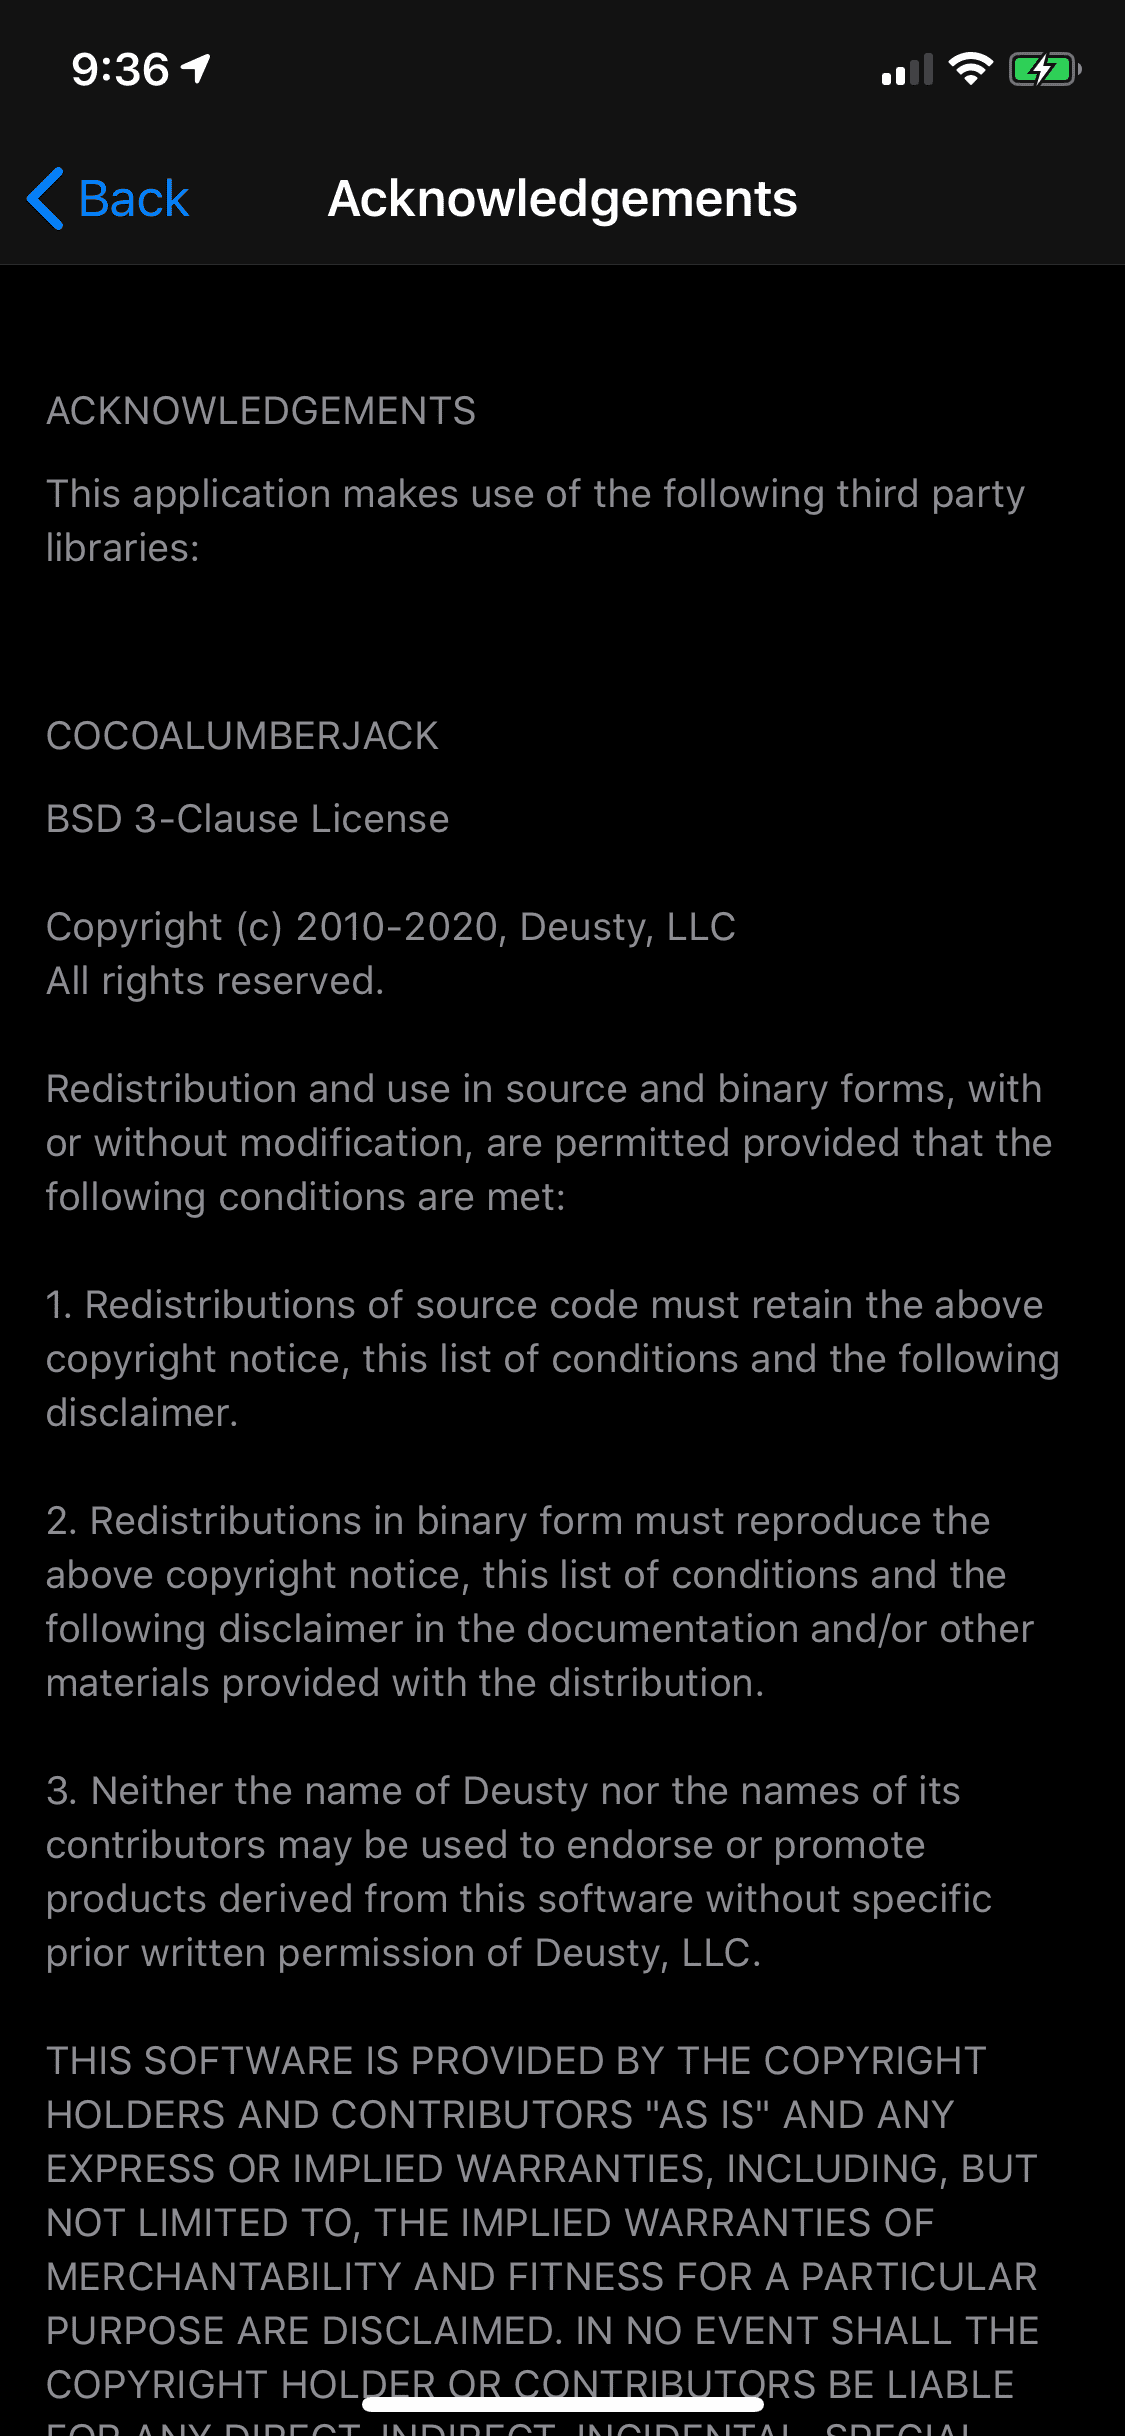 9:36
Back
Acknowledgements
ACKNOWLEDGEMENTS
This application makes use of the following third party
libraries:
COCOALUMBERJACK
BSD 3-Clause License
Copyright (c) 2010-2020, Deusty, LLC
All rights reserved.
Redistribution and use in source and binary forms, with
or without modification, are permitted provided that the
following conditions are met:
1. Redistributions of source code must retain the above
copyright notice, this list of conditions and the following
disclaimer.
2. Redistributions in binary form must reproduce the
above copyright notice, this list of conditions and the
following disclaimer in the documentation and/or other
materials provided with the distribution.
3. Neither the name of Deusty nor the names of its
contributors may be used to endorse or promote
products derived from this software without specific
prior written permission of Deusty, LLC.
THIS SOFTWARE IS PROVIDED BY THE COPYRIGHT
HOLDERS AND CONTRIBUTORS "AS IS" AND ANY
EXPRESS OR IMPLIED WARRANTIES, INCLUDING, BUT
NOT LIMITED TO, THE IMPLIED WARRANTIES OF
MERCHANTABILITY AND FITNESS FOR A PARTICULAR
PURPOSE ARE DISCLAIMED. IN NO EVENT SHALL THE
COPYRIGHT HOLDER OR CONTRIBUTORS BE LIABLE
FOR ANY DIRECT, INDIRECT, INCIDENTAL, SPECIAL,